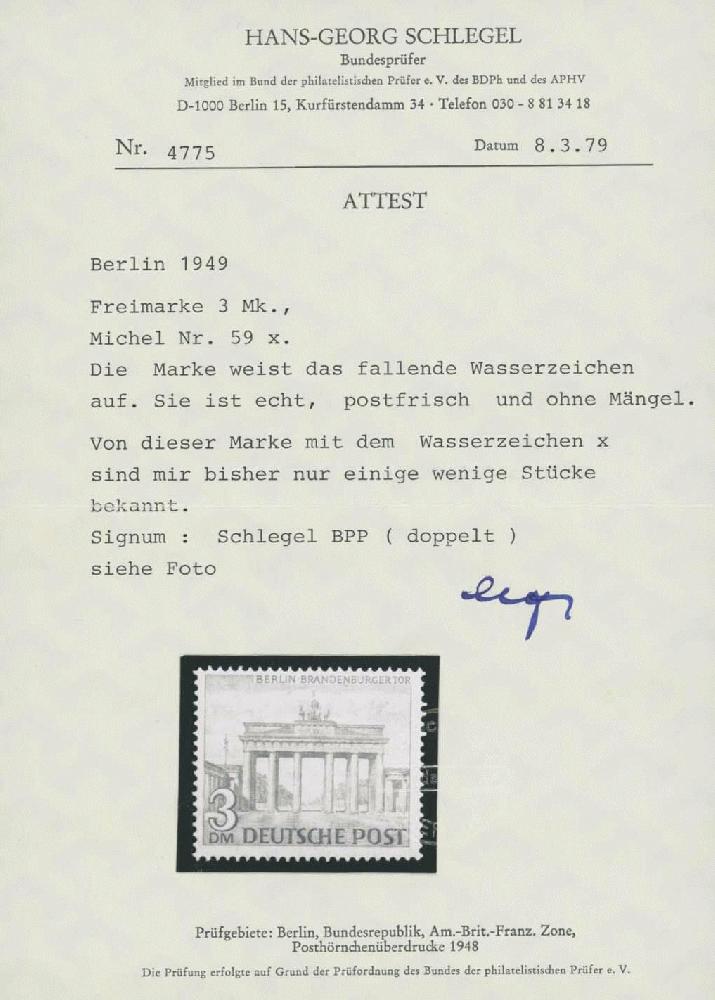 HANS-GEORG SCHLEGEL
Bundesprüfer
Mitglied im Bund der philatelistischen Prüfer e. V. des BDPh und des APHV
D-1000 Berlin 15, Kurfürstendamm 34 · Telefon 030 - 8 81 34 18
Nr. 4775 Datum 8.3.79
ATTEST
Berlin 1949
Freimarke 3 Mk.,
Michel Nr. 59 x.
Die Marke weist das fallende Wasserzeichen
auf. Sie ist echt, postfrisch und ohne Mängel.
Von dieser Marke mit dem Wasserzeichen x
sind mir bisher nur einige wenige Stücke
bekannt.
Signum : Schlegel BPP ( doppelt )
siehe Foto
BERLIN BRANDENBURGER TOR
3
DM DEUTSCHE POST
Prüfgebiete: Berlin, Bundesrepublik, Am.-Brit.-Franz. Zone,
Posthörnchenüberdrucke 1948
Die Prüfung erfolgte auf Grund der Prüfordnung des Bundes der philatelistischen Prüfer e. V.